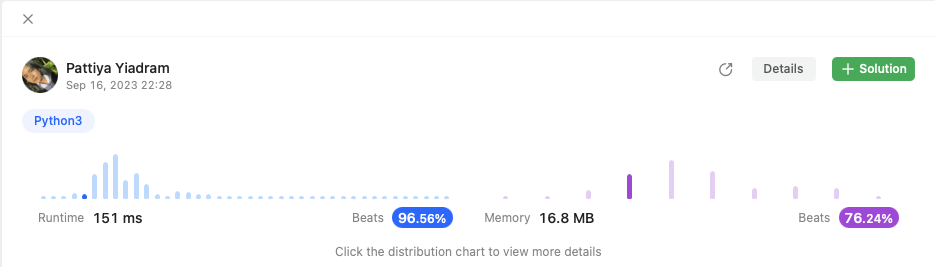 Pattiya Yiadram
Sep 16, 2023 22:28
Details
+ Solution
Python3
Runtime 151 ms Beats 96.56% Memory 16.8 MB Beats 76.24%
Click the distribution chart to view more details